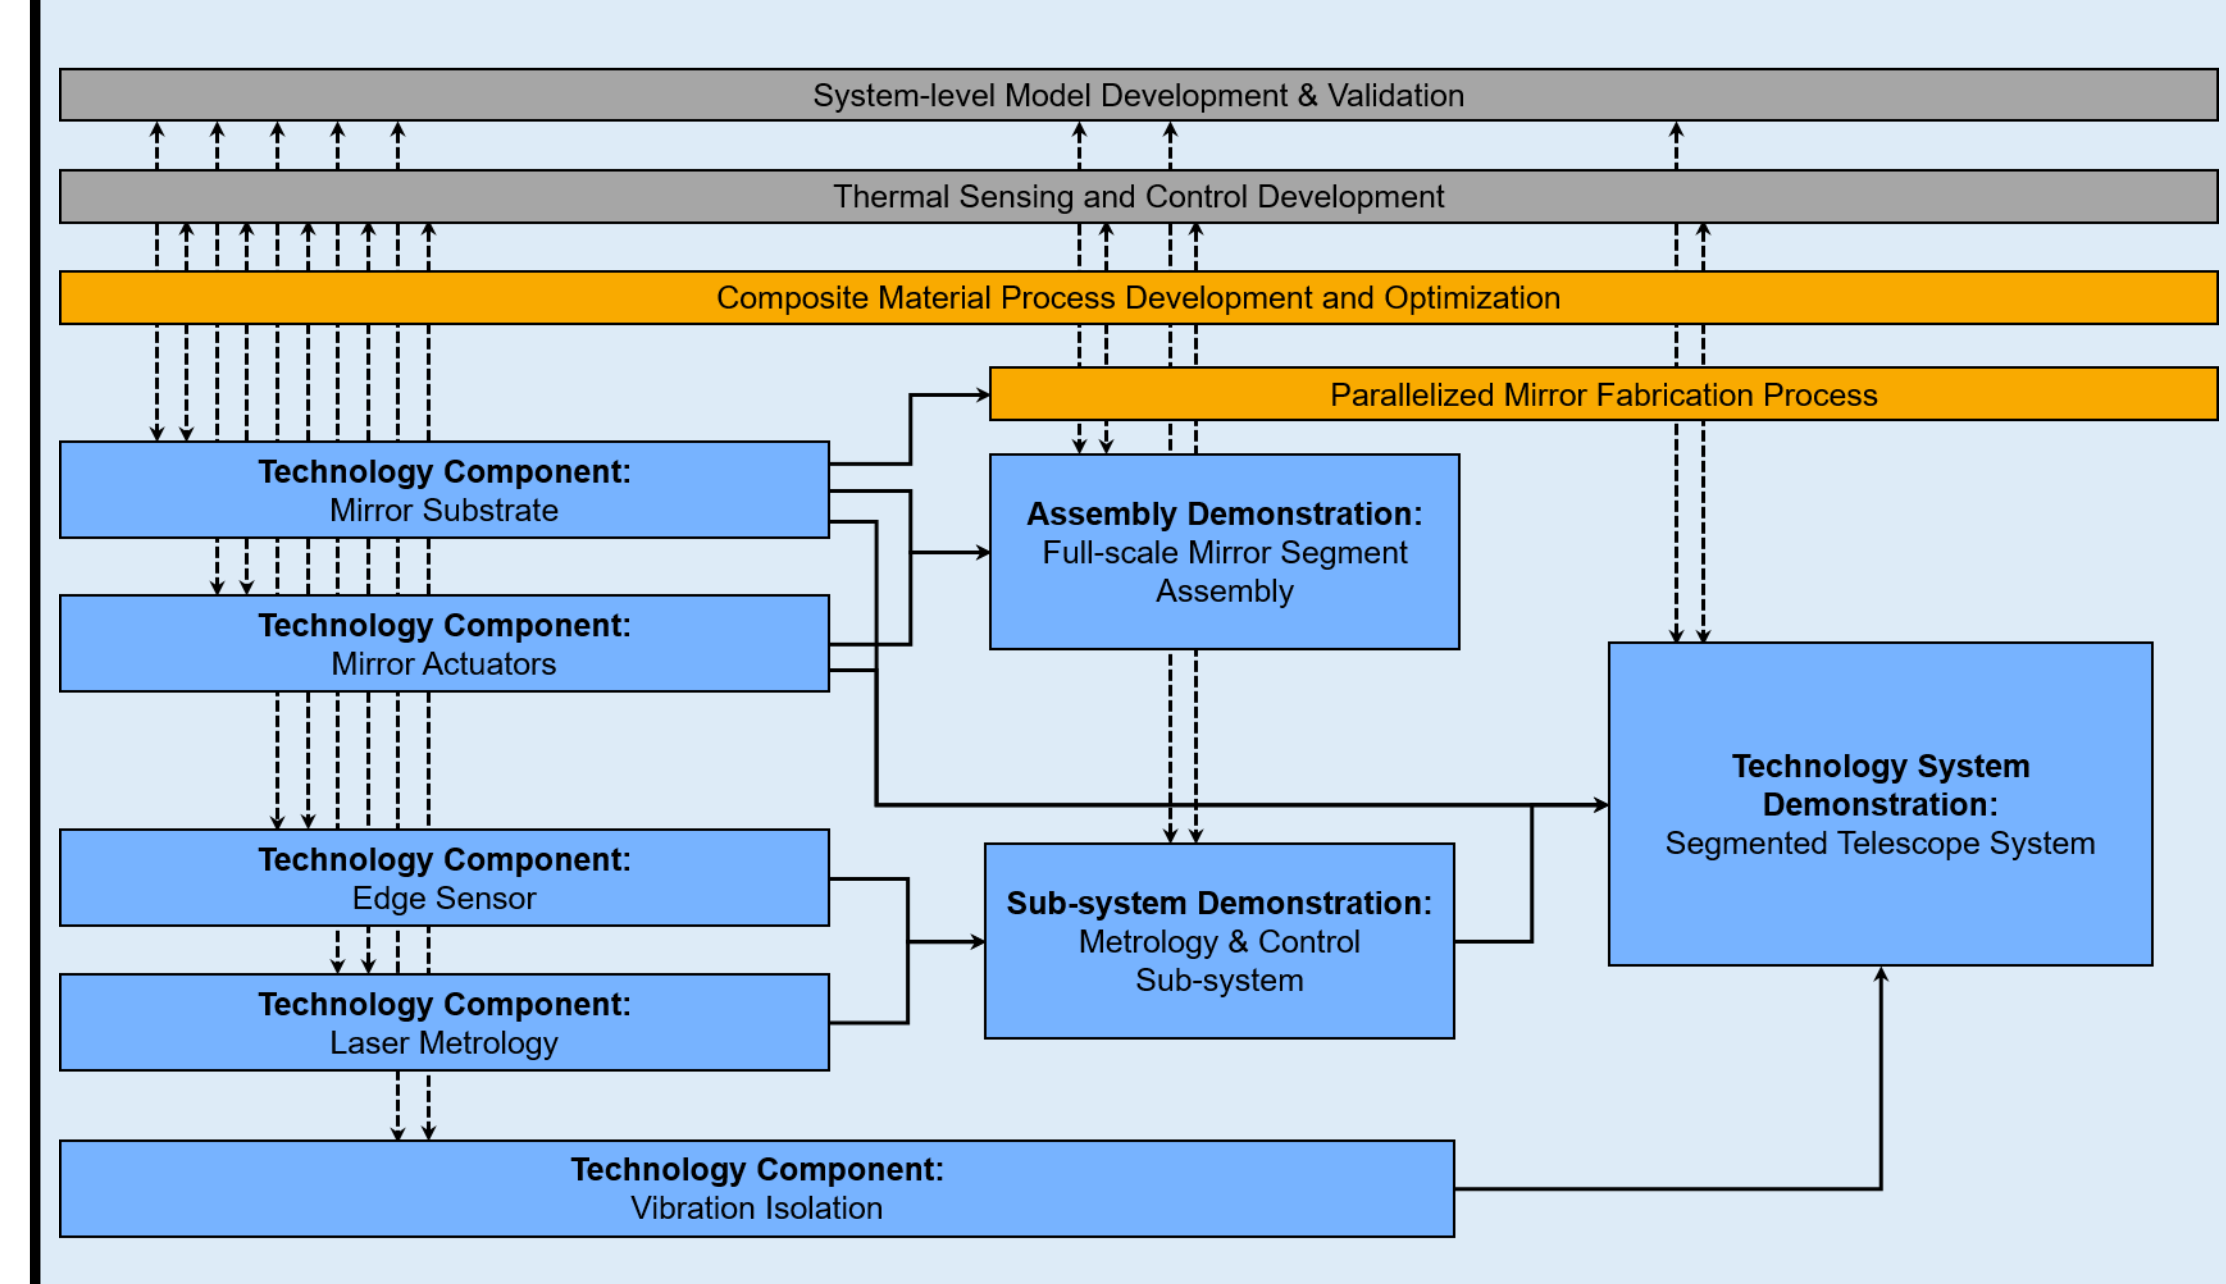 System-level Model Development & Validation
Thermal Sensing and Control Development
Composite Material Process Development and Optimization
Parallelized Mirror Fabrication Process
Technology Component:
Mirror Substrate
Assembly Demonstration:
Full-scale Mirror Segment
Assembly
Technology Component:
Mirror Actuators
Technology System
Demonstration:
Segmented Telescope System
Technology Component:
Edge Sensor
Sub-system Demonstration:
Metrology & Control
Sub-system
Technology Component:
Laser Metrology
Technology Component:
Vibration Isolation